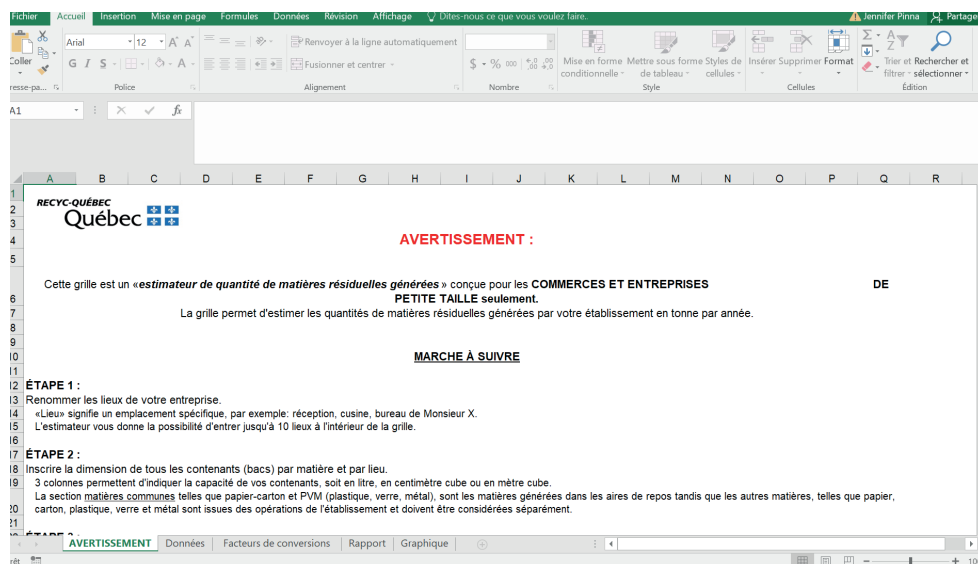 Fichier Accueil Insertion Mise en page Formules Données Révision Affichage Dites-nous ce que vous voulez faire.. Jennifer Pinna Partage
Coller Arial 12 A A Renvoyer à la ligne automatiquement
G I S A Fusionner et centrer $ % 000 Mise en forme conditionnelle Mettre sous forme de tableau Styles de cellules Insérer Supprimer Format Trier et filtrer Rechercher et sélectionner
Police Alignement Nombre Style Cellules Édition
A1 fx
A B C D E F G H I J K L M N O P Q R
RECYC-QUÉBEC
Québec
AVERTISSEMENT :
Cette grille est un «estimateur de quantité de matières résiduelles générées» conçue pour les COMMERCES ET ENTREPRISES DE
PETITE TAILLE seulement.
La grille permet d'estimer les quantités de matières résiduelles générées par votre établissement en tonne par année.
MARCHE À SUIVRE
ÉTAPE 1 :
Renommer les lieux de votre entreprise.
«Lieu» signifie un emplacement spécifique, par exemple: réception, cusine, bureau de Monsieur X.
L'estimateur vous donne la possibilité d'entrer jusqu'à 10 lieux à l'intérieur de la grille.
ÉTAPE 2 :
Inscrire la dimension de tous les contenants (bacs) par matière et par lieu.
3 colonnes permettent d'indiquer la capacité de vos contenants, soit en litre, en centimètre cube ou en mètre cube.
La section matières communes telles que papier-carton et PVM (plastique, verre, métal), sont les matières générées dans les aires de repos tandis que les autres matières, telles que papier,
carton, plastique, verre et métal sont issues des opérations de l'établissement et doivent être considérées séparément.
AVERTISSEMENT Données Facteurs de conversions Rapport Graphique